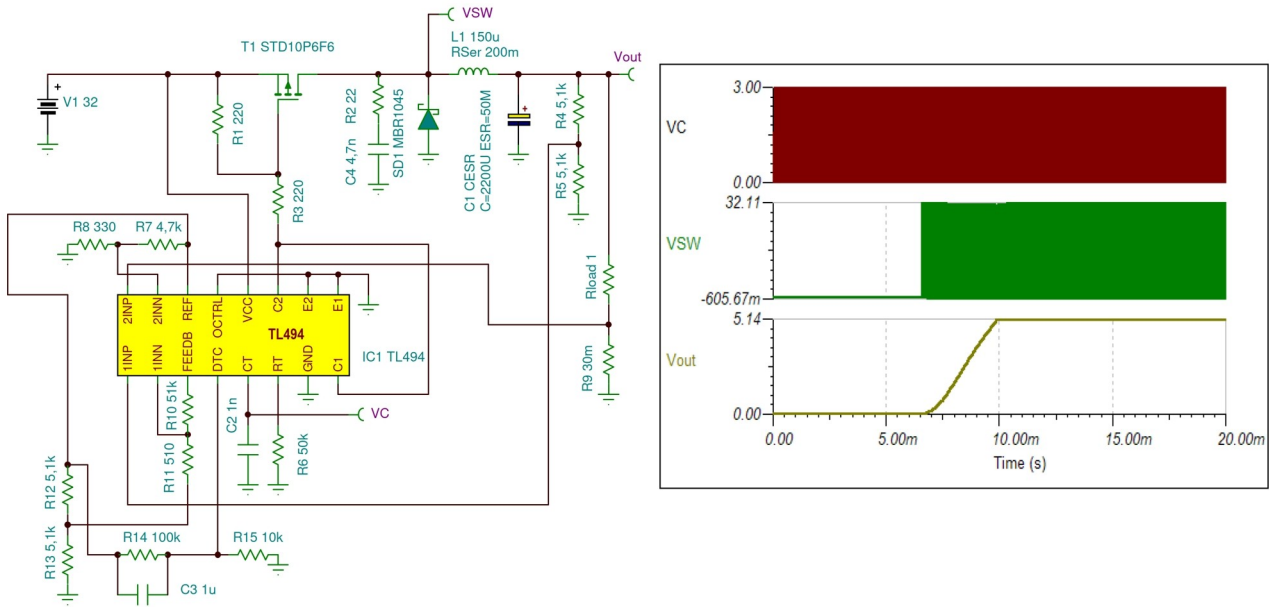 VSW
T1 STD10P6F6
L1 150u
RSer 200m
Vout
V1 32
+
R1 220
R2 22
C4 4,7n
SD1 MBR1045
+
C1 CESR
C=2200U ESR=50M
R4 5,1k
R5 5,1k
R3 220
R8 330
R7 4,7k
Rload 1
R9 30m
2INP
2INN
REF
OCTRL
VCC
C2
E2
E1
TL494
1INP
1INN
FEEDB
DTC
CT
RT
GND
C1
IC1 TL494
R10 51k
R11 510
C2 1n
VC
R6 50k
R12 5,1k
R13 5,1k
R14 100k
R15 10k
C3 1u
3.00
VC
0.00
32.11
VSW
-605.67m
5.14
Vout
0.00
0.00
5.00m
10.00m
15.00m
20.00m
Time (s)